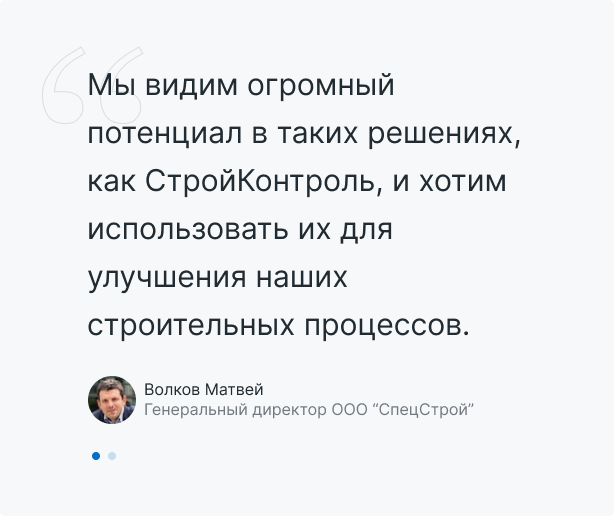 Мы видим огромный
потенциал в таких решениях,
как СтройКонтроль, и хотим
использовать их для
улучшения наших
строительных процессов.
Волков Матвей
Генеральный директор ООО “СпецСтрой”